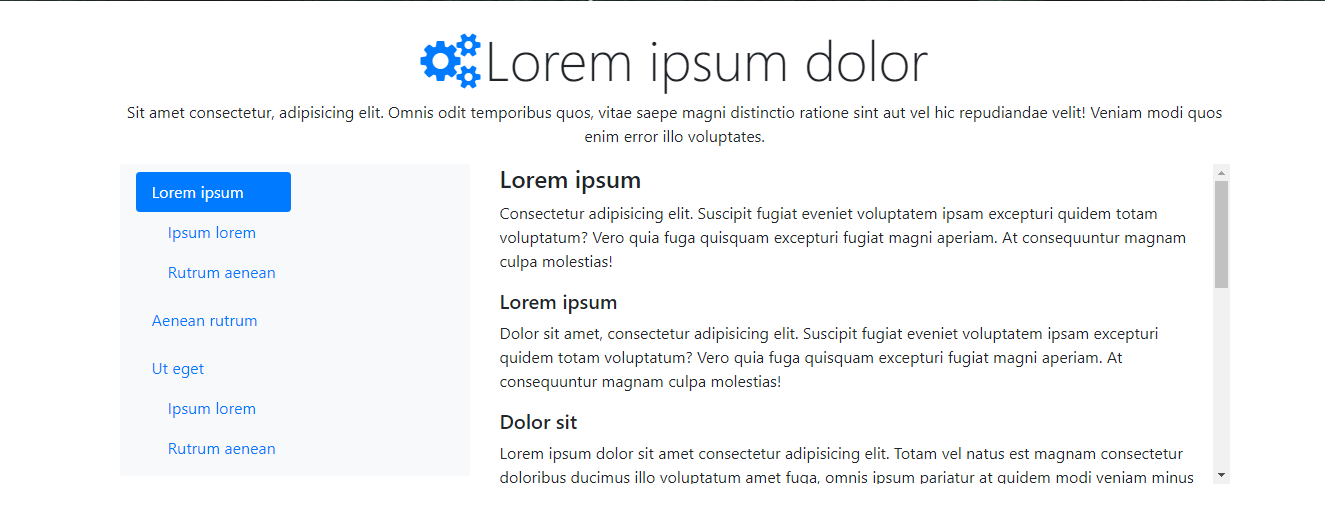 Lorem ipsum dolor
Sit amet consectetur, adipisicing elit. Omnis odit temporibus quos, vitae saepe magni distinctio ratione sint aut vel hic repudiandae velit! Veniam modi quos
enim error illo voluptates.
Lorem ipsum
Ipsum lorem
Rutrum aenean
Aenean rutrum
Ut eget
Ipsum lorem
Rutrum aenean
Lorem ipsum
Consectetur adipisicing elit. Suscipit fugiat eveniet voluptatem ipsam excepturi quidem totam
voluptatum? Vero quia fuga quisquam excepturi fugiat magni aperiam. At consequuntur magnam
culpa molestias!
Lorem ipsum
Dolor sit amet, consectetur adipisicing elit. Suscipit fugiat eveniet voluptatem ipsam excepturi
quidem totam voluptatum? Vero quia fuga quisquam excepturi fugiat magni aperiam. At
consequuntur magnam culpa molestias!
Dolor sit
Lorem ipsum dolor sit amet consectetur adipisicing elit. Totam vel natus est magnam consectetur
doloribus ducimus illo voluptatum amet fuga, omnis ipsum pariatur at quidem modi veniam minus